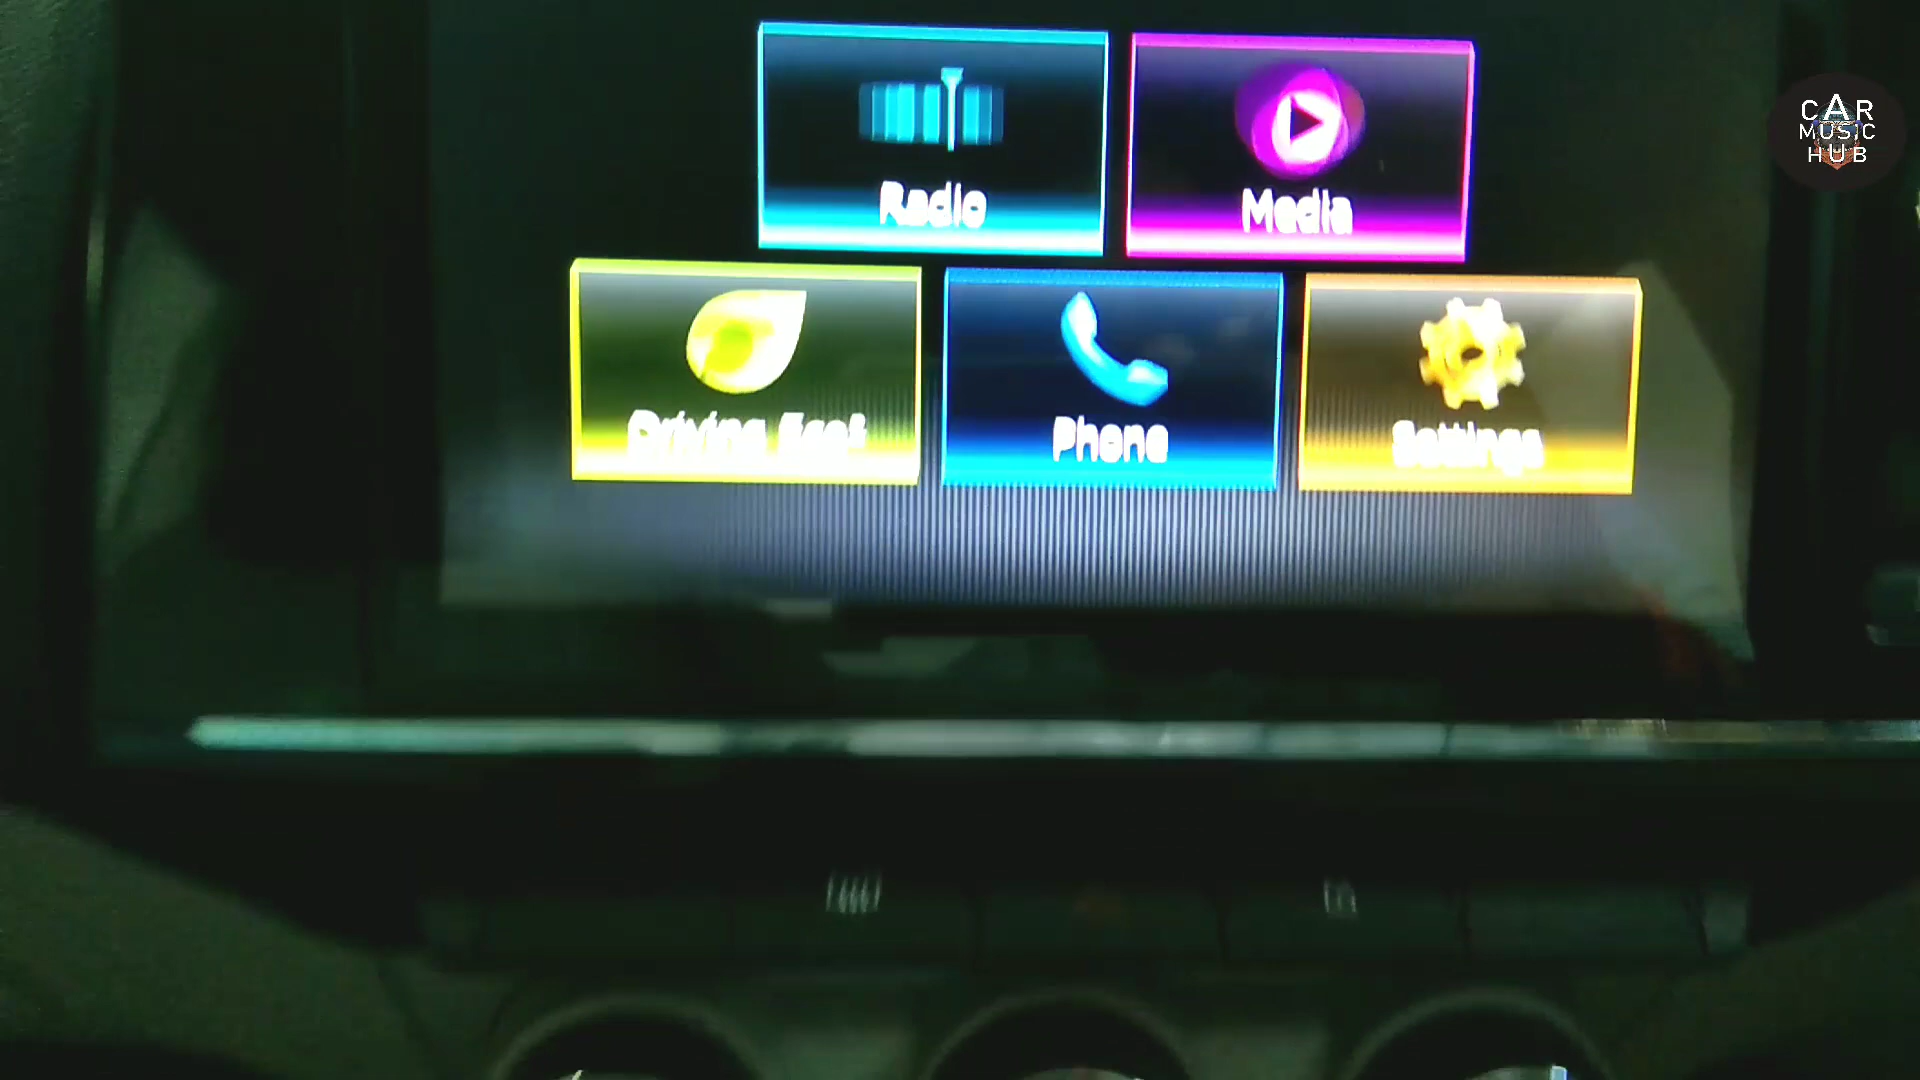 Radio
Media
Driving Eco²
Phone
Settings
CAR
MUSIC
HUB